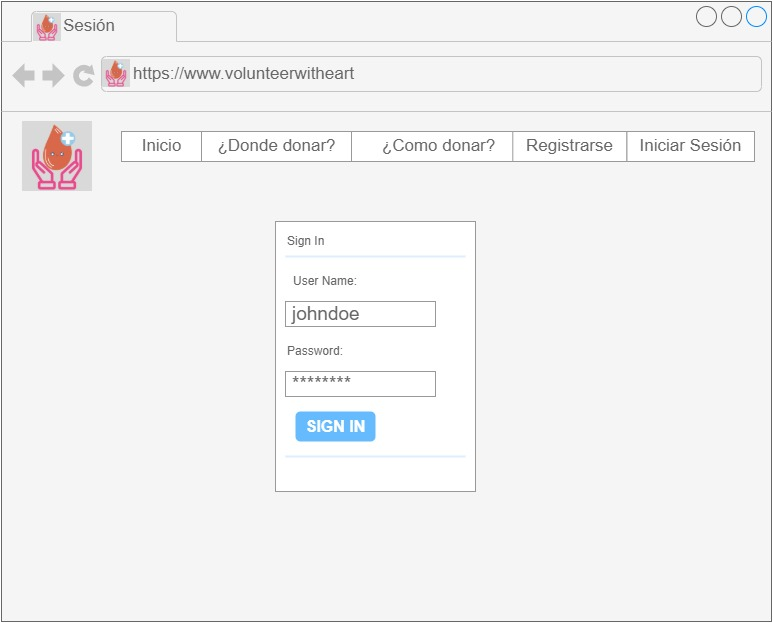 Sesión
https://www.volunteerwitheart
Inicio ¿Donde donar? ¿Como donar? Registrarse Iniciar Sesión
Sign In
User Name:
johndoe
Password:
********
SIGN IN